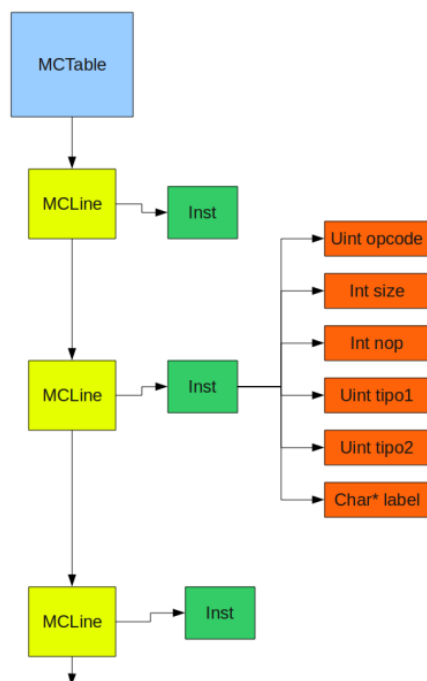 MCTable
MCLine
Inst
Uint opcode
Int size
Int nop
MCLine
Inst
Uint tipo1
Uint tipo2
Char* label
MCLine
Inst